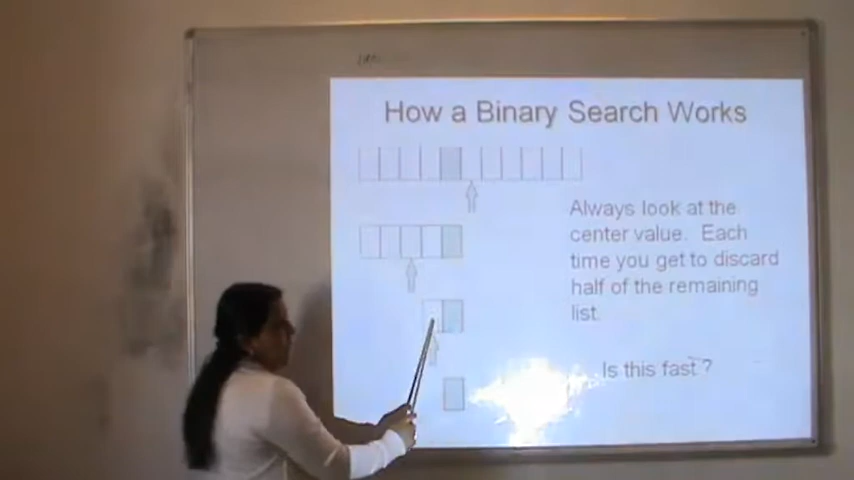 How a Binary Search Works
Always look at the
center value. Each
time you get to discard
half of the remaining
list.
Is this fast ?